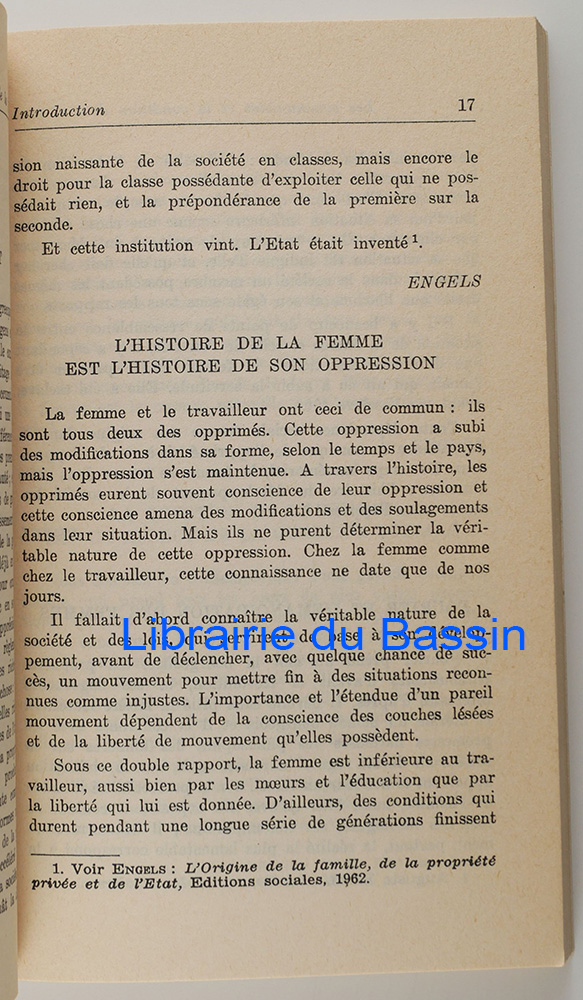 Introduction 17
sion naissante de la société en classes, mais encore le
droit pour la classe possédante d'exploiter celle qui ne pos-
sédait rien, et la prépondérance de la première sur la
seconde.
Et cette institution vint. L'Etat était inventé 1.
ENGELS
L'HISTOIRE DE LA FEMME
EST L'HISTOIRE DE SON OPPRESSION
La femme et le travailleur ont ceci de commun : ils
sont tous deux des opprimés. Cette oppression a subi
des modifications dans sa forme, selon le temps et le pays,
mais l'oppression s'est maintenue. A travers l'histoire, les
opprimés eurent souvent conscience de leur oppression et
cette conscience amena des modifications et des soulagements
dans leur situation. Mais ils ne purent déterminer la véri-
table nature de cette oppression. Chez la femme comme
chez le travailleur, cette connaissance ne date que de nos
jours.
Il fallait d'abord connaître la véritable nature de la
société et des lois qui servirent de base à son dévelop-
pement, avant de déclencher, avec quelque chance de suc-
cès, un mouvement pour mettre fin à des situations recon-
nues comme injustes. L'importance et l'étendue d'un pareil
mouvement dépendent de la conscience des couches lésées
et de la liberté de mouvement qu'elles possèdent.
Sous ce double rapport, la femme est inférieure au tra-
vailleur, aussi bien par les mœurs et l'éducation que par
la liberté qui lui est donnée. D'ailleurs, des conditions qui
durent pendant une longue série de générations finissent
1. Voir ENGELS : L'Origine de la famille, de la propriété
privée et de l'Etat, Editions sociales, 1962.
Librairie du Bassin